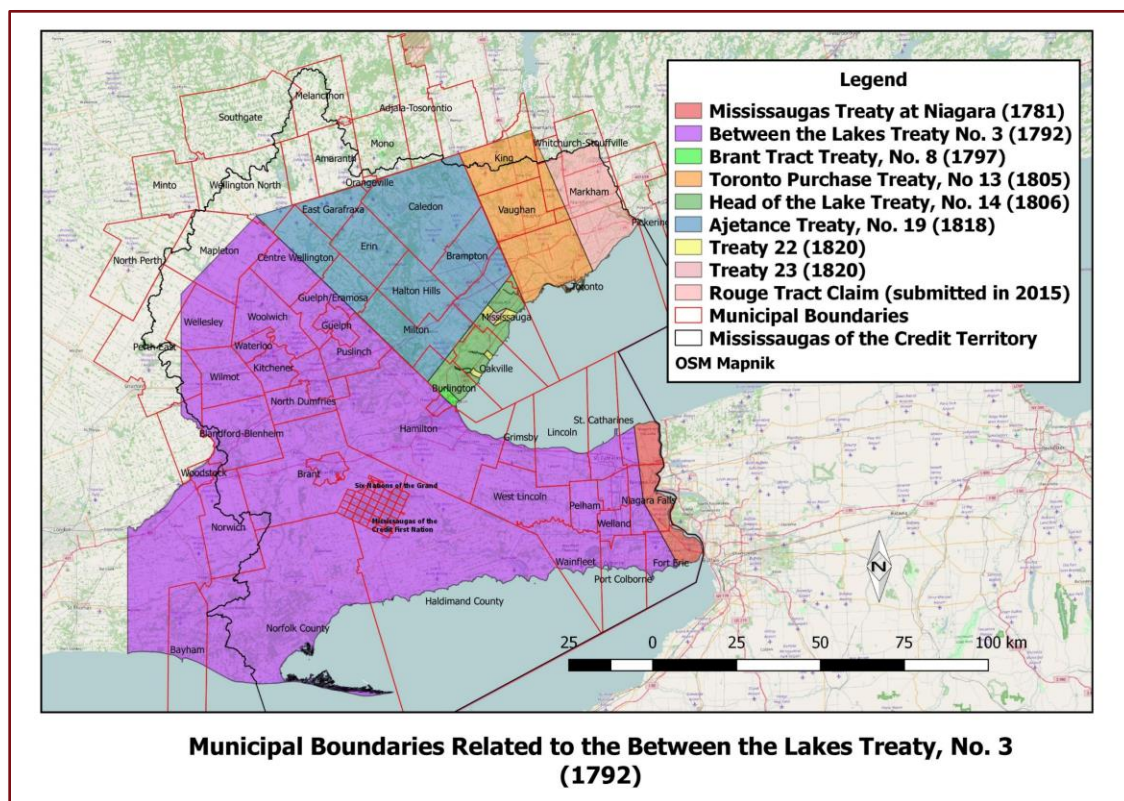 Legend
Mississaugas Treaty at Niagara (1781)
Between the Lakes Treaty No. 3 (1792)
Brant Tract Treaty, No. 8 (1797)
Toronto Purchase Treaty, No 13 (1805)
Head of the Lake Treaty, No. 14 (1806)
Ajetance Treaty, No. 19 (1818)
Treaty 22 (1820)
Treaty 23 (1820)
Rouge Tract Claim (submitted in 2015)
Municipal Boundaries
Mississaugas of the Credit Territory
OSM Mapnik
Melancthon
Southgate
Adjala-Tosorontio
Mono
Amaranth
Whitchurch-Stouffville
King
Minto
Wellington North
Orangeville
Markham
East Garafraxa
Caledon
Vaughan
Pickering
Mapleton
Erin
North Perth
Centre Wellington
Brampton
Toronto
Guelph/Eramosa
Halton Hills
Wellesley
Woolwich
Guelph
Milton
Mississauga
Perth East
Waterloo
Puslinch
Kitchener
Wilmot
Oakville
Burlington
North Dumfries
Blandford-Blenheim
Hamilton
St. Catharines
Grimsby
Lincoln
Woodstock
Brant
Six Nations of the Grand
West Lincoln
Niagara Falls
Pelham
Norwich
Mississaugas of the
Credit First Nation
Welland
Wainfleet
Fort Erie
Port Colborne
Haldimand County
Norfolk County
Bayham
N
25 0 25 50 75 100 km
Municipal Boundaries Related to the Between the Lakes Treaty, No. 3
(1792)